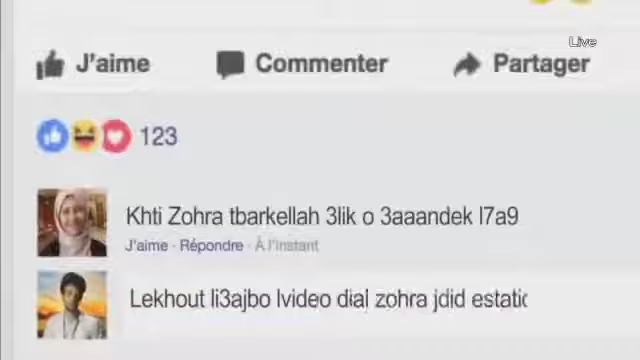 Live
J'aime Commenter Partager
123
Khti Zohra tbarkellah 3lik o 3aaandek l7a9
J'aime · Répondre · À l'instant
Lekhout li3ajbo lvideo dial zohra jdid estatic